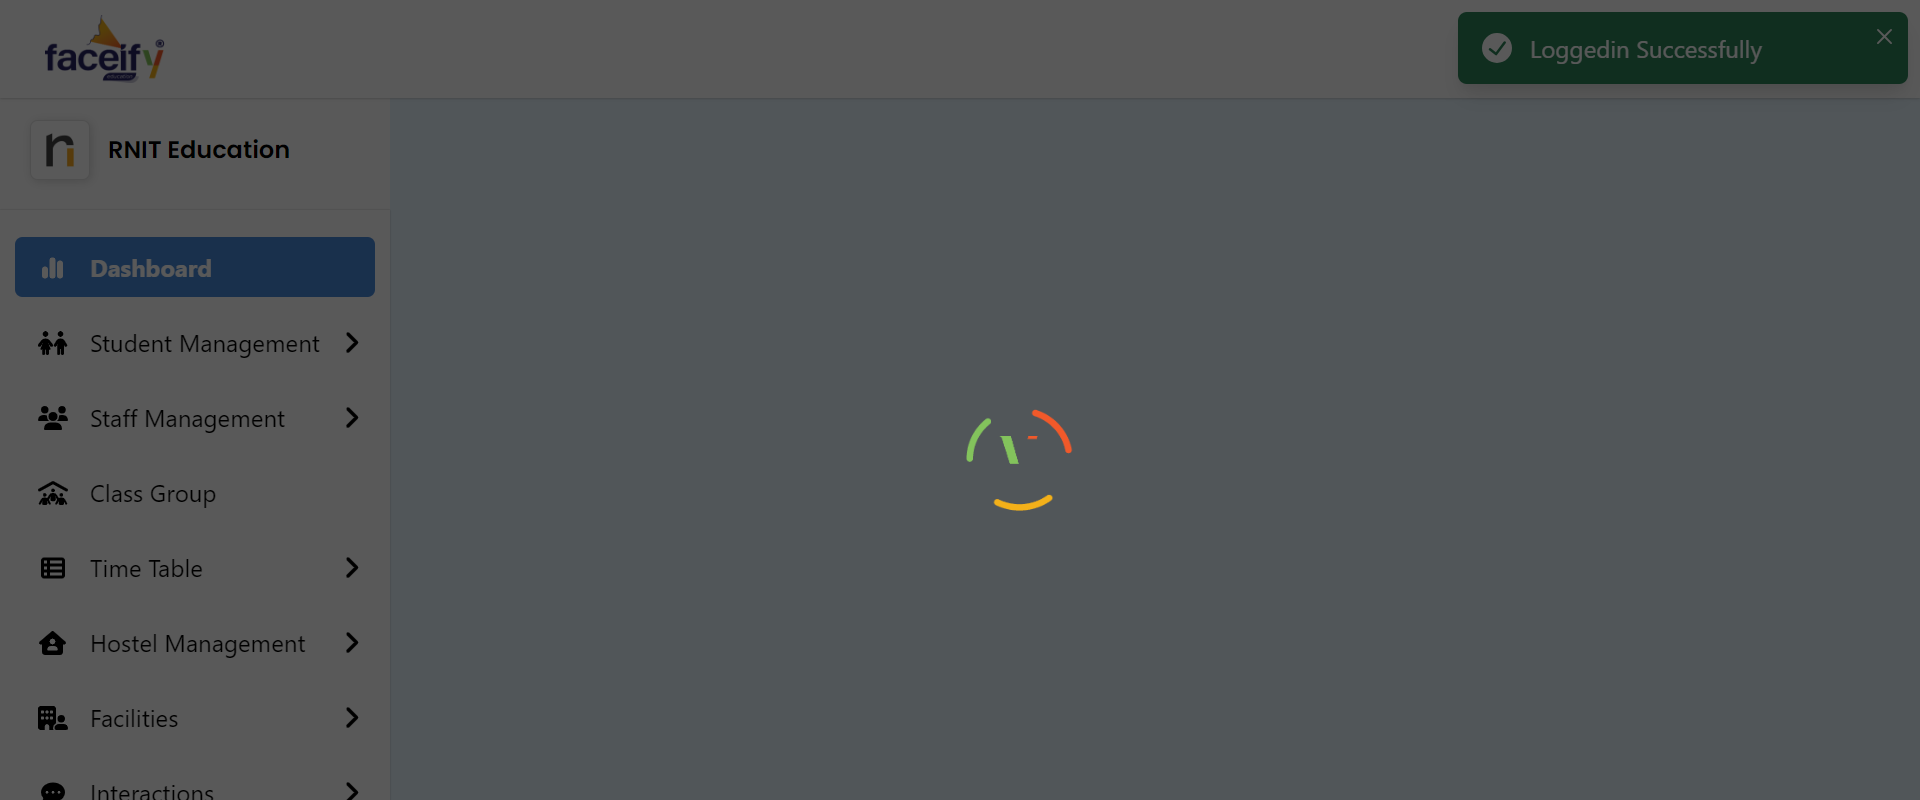 faceify
Loggedin Successfully
RNIT Education
Dashboard
Student Management
Staff Management
Class Group
Time Table
Hostel Management
Facilities
Interactions